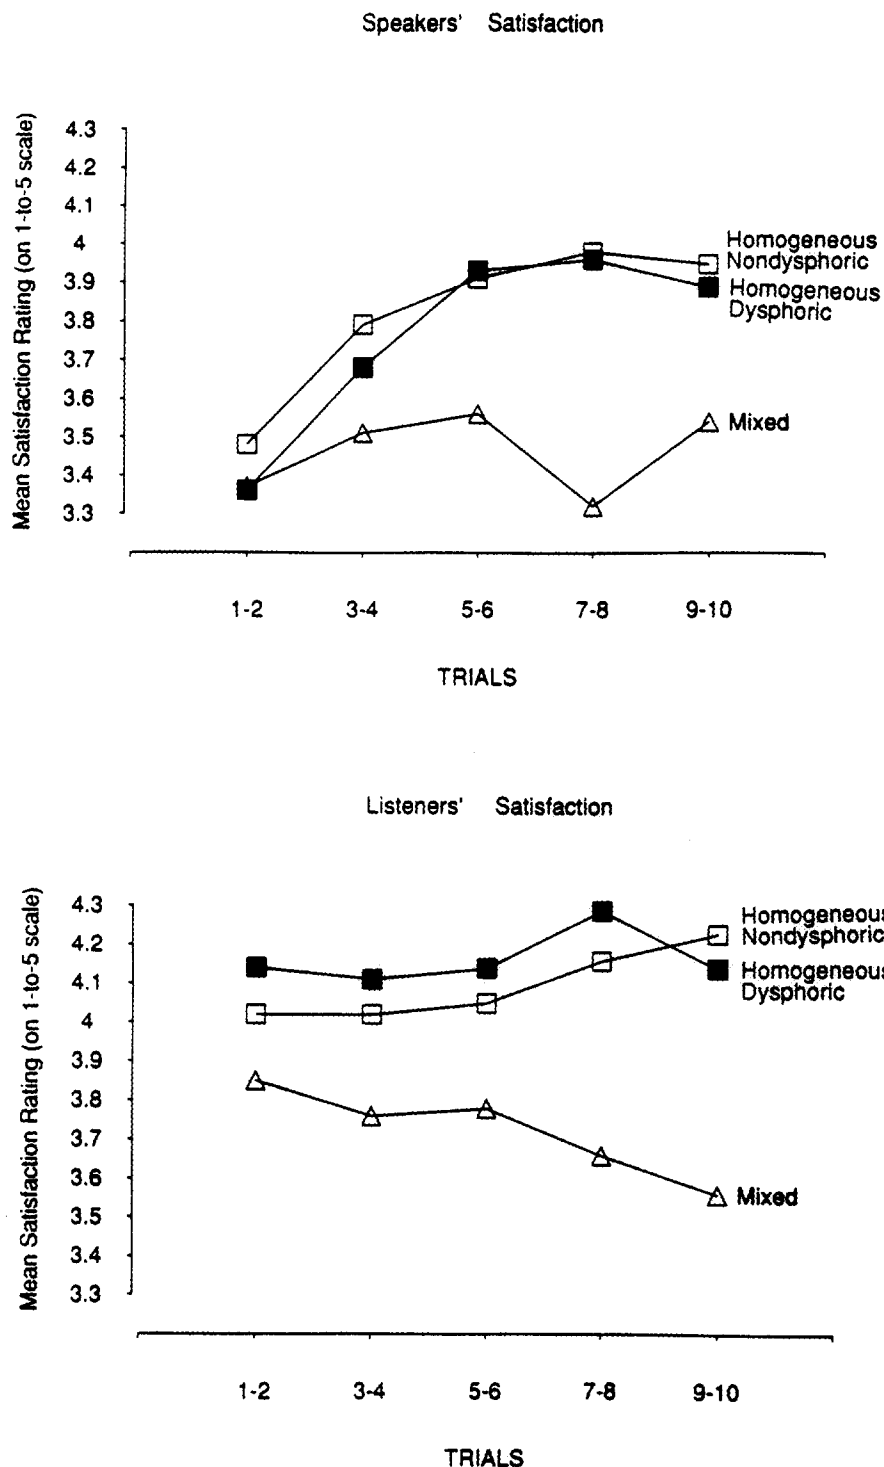 Speakers' Satisfaction
Mean Satisfaction Rating (on 1-to-5 scale)
4.3
4.2
4.1
4
3.9
3.8
3.7
3.6
3.5
3.4
3.3
Homogeneous
Nondysphoric
Homogeneous
Dysphoric
Mixed
1-2 3-4 5-6 7-8 9-10
TRIALS
Listeners' Satisfaction
Mean Satisfaction Rating (on 1-to-5 scale)
4.3
4.2
4.1
4
3.9
3.8
3.7
3.6
3.5
3.4
3.3
Homogeneous
Nondysphoric
Homogeneous
Dysphoric
Mixed
1-2 3-4 5-6 7-8 9-10
TRIALS